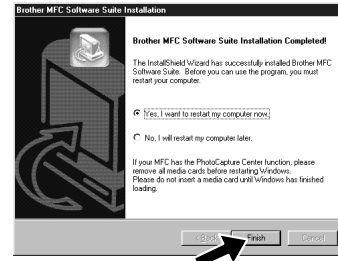 Brother MFC Software Suite Installation
Brother MFC Software Suite Installation Completed!
The InstallShield Wizard has successfully installed Brother MFC
Software Suite. Before you can use the program, you must
restart your computer.
Yes, I want to restart my computer now.
No, I will restart my computer later.
If your MFC has the PhotoCapture Center function, please
remove all media cards before restarting Windows.
Please do not insert a media card until Windows has finished
loading.
< Back Finish Cancel